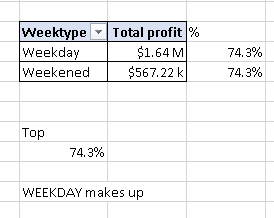 Weektype Total profit %
Weekday $1.64 M 74.3%
Weekened $567.22 k 74.3%
Top
74.3%
WEEKDAY makes up